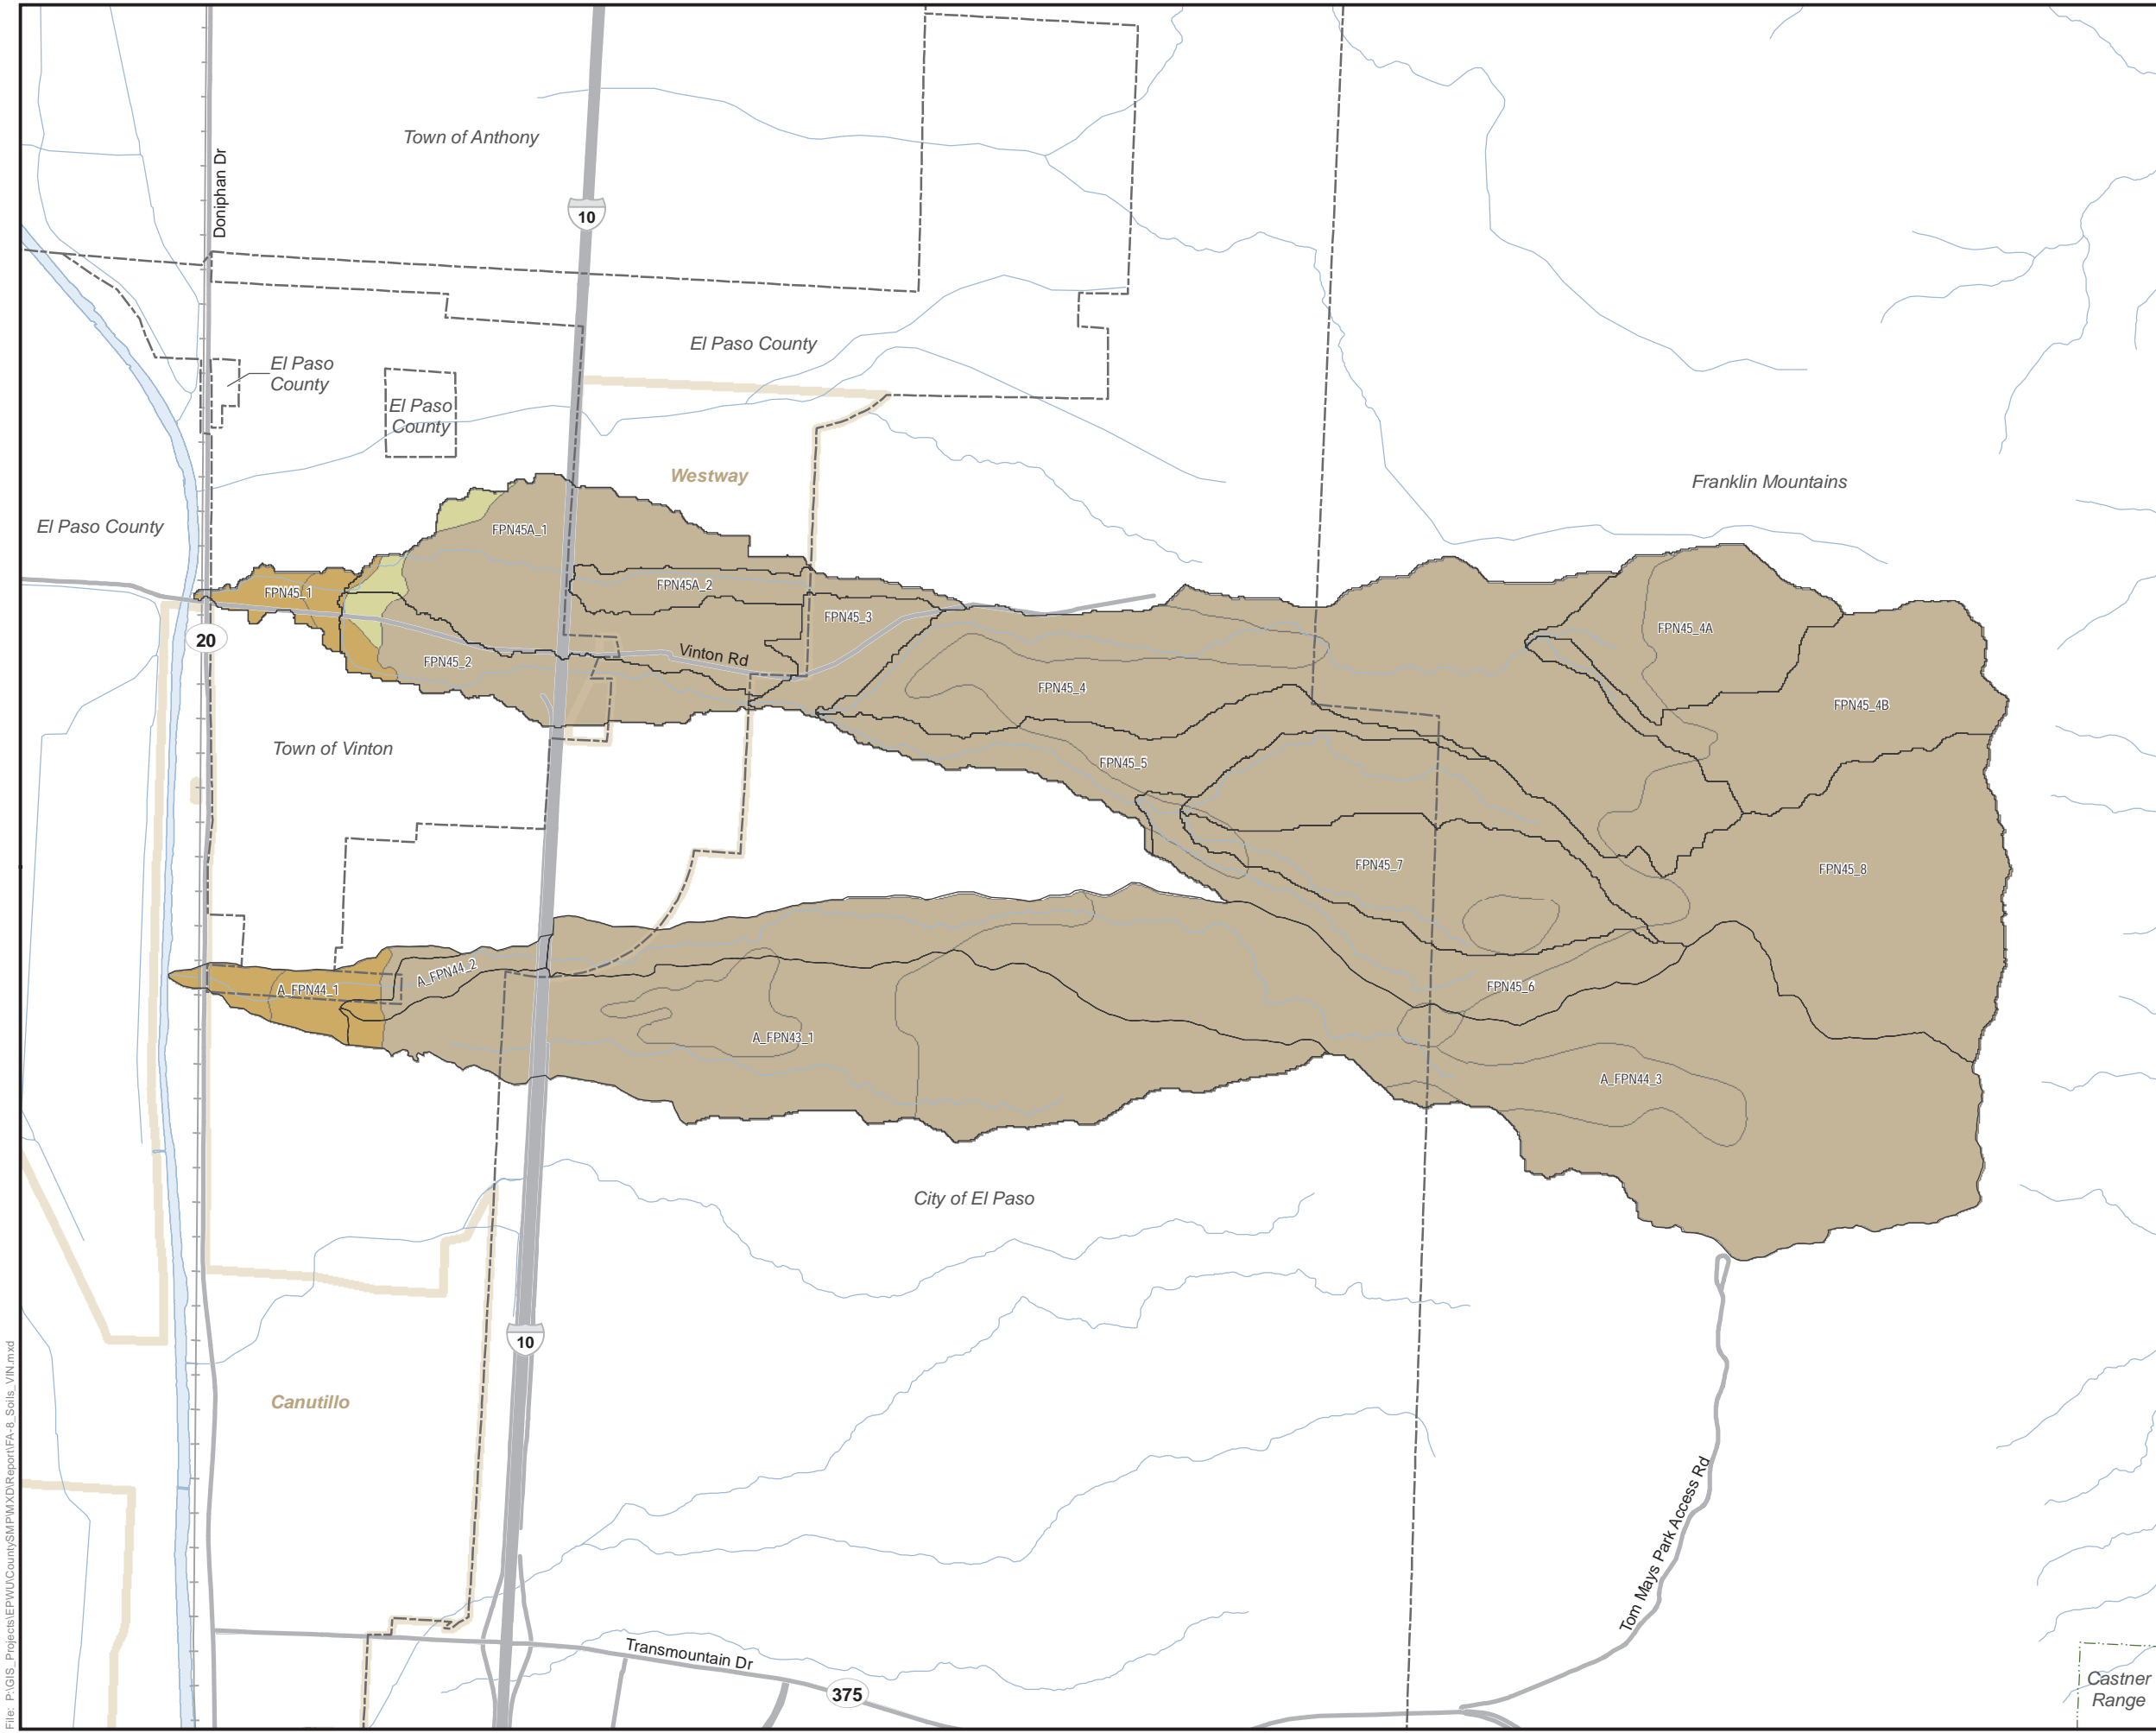 Town of Anthony
Doniphan Dr
10
El Paso County
El Paso
County
El Paso
County
Westway
Franklin Mountains
El Paso County
FPN45A_1
FPN45_1
FPN45A_2
FPN45_3
FPN45_4A
20
Vinton Rd
FPN45_2
FPN45_4
FPN45_4B
Town of Vinton
FPN45_5
FPN45_7
FPN45_8
A_FPN44_2
A_FPN44_1
FPN45_6
A_FPN43_1
A_FPN44_3
City of El Paso
10
Canutillo
Tom Mays Park Access Rd
Transmountain Dr
375
Castner
Range
File: P:\GIS_Projects\EPWU\CountySMP\MXD\Report\FA-8_Soils_VIN.mxd